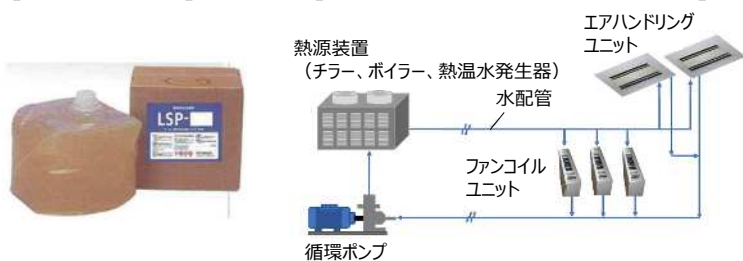 LSP-
熱源装置
（チラー、ボイラー、熱温水発生器）
水配管
エアハンドリング
ユニット
ファンコイル
ユニット
循環ポンプ